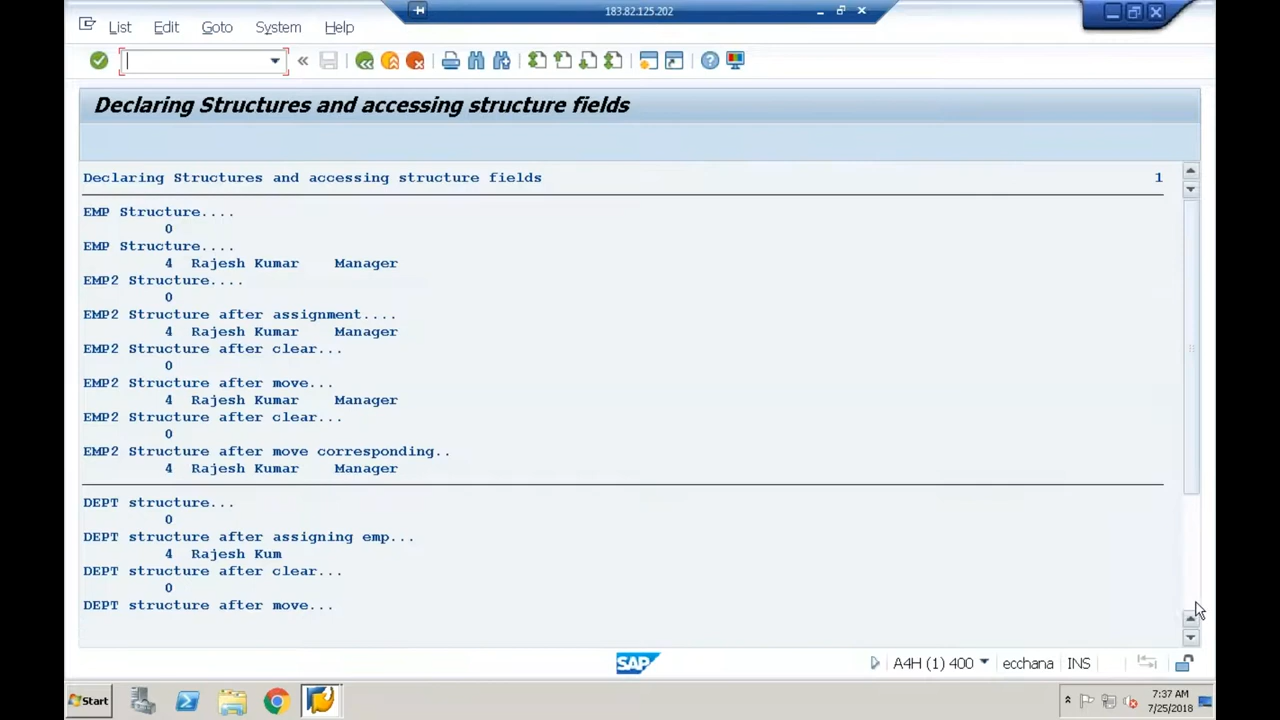 183.82.125.202
List Edit Goto System Help
Declaring Structures and accessing structure fields
Declaring Structures and accessing structure fields 1
EMP Structure....
0
EMP Structure....
4 Rajesh Kumar Manager
EMP2 Structure....
0
EMP2 Structure after assignment....
4 Rajesh Kumar Manager
EMP2 Structure after clear...
0
EMP2 Structure after move...
4 Rajesh Kumar Manager
EMP2 Structure after clear...
0
EMP2 Structure after move corresponding..
4 Rajesh Kumar Manager
DEPT structure...
0
DEPT structure after assigning emp...
4 Rajesh Kum
DEPT structure after clear...
0
DEPT structure after move...
SAP A4H (1) 400 ecchana INS
Start 7:37 AM
7/25/2018